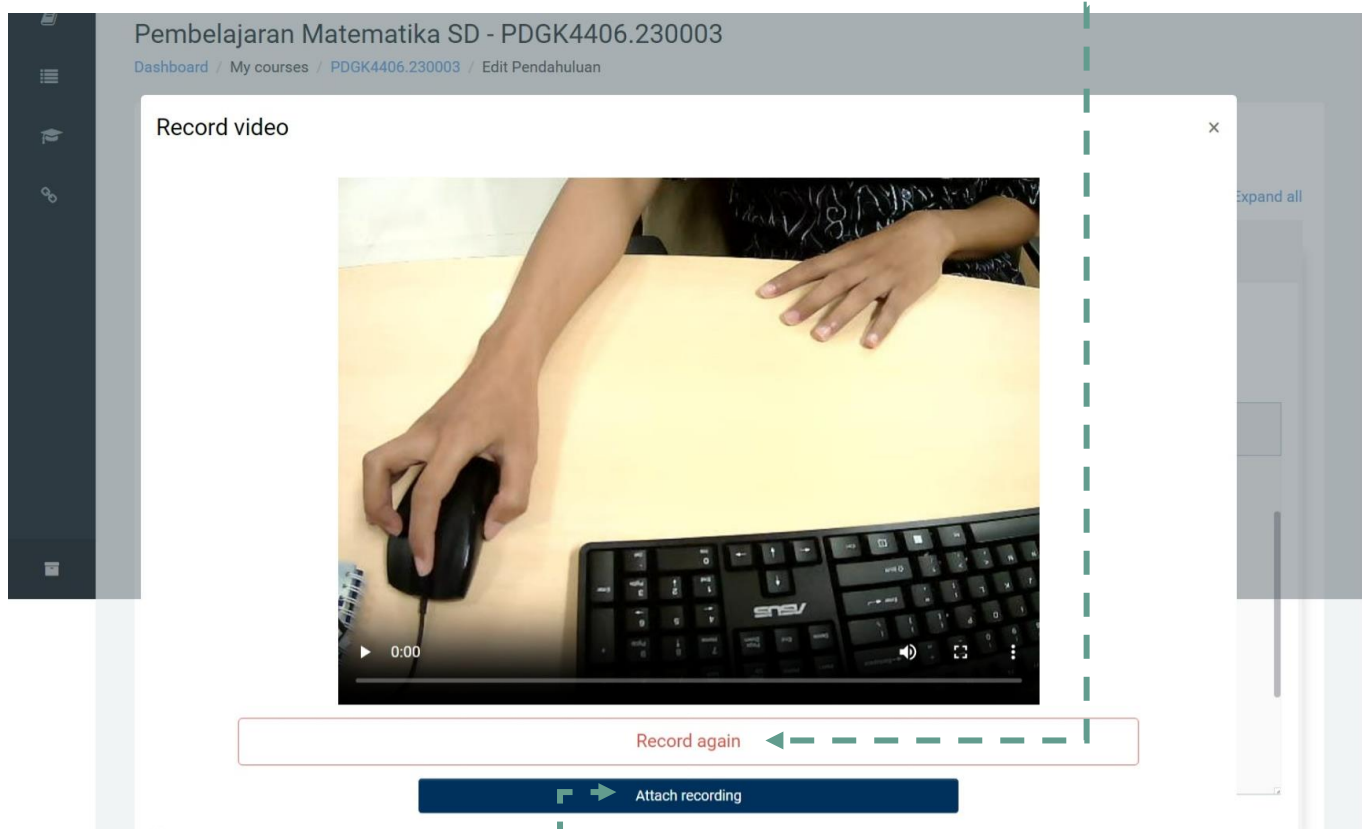 Pembelajaran Matematika SD - PDGK4406.230003
Dashboard / My courses / PDGK4406.230003 / Edit Pendahuluan
Record video
×
Expand all
ASUS
0:00
Record again
Attach recording